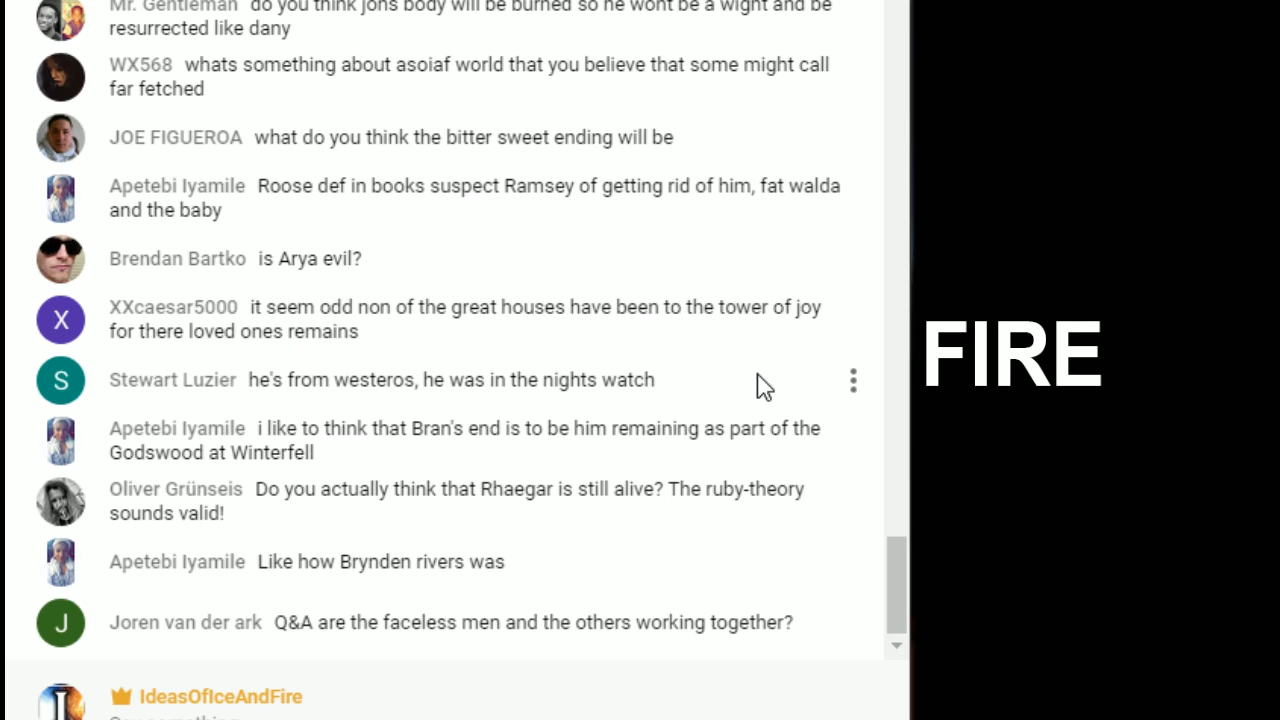 Mr. Gentleman do you think jons body will be burned so he wont be a wight and be
resurrected like dany
WX568 whats something about asoiaf world that you believe that some might call
far fetched
JOE FIGUEROA what do you think the bitter sweet ending will be
Apetebi Iyamile Roose def in books suspect Ramsey of getting rid of him, fat walda
and the baby
Brendan Bartko is Arya evil?
X XXcaesar5000 it seem odd non of the great houses have been to the tower of joy
for there loved ones remains
FIRE
S Stewart Luzier he's from westeros, he was in the nights watch
Apetebi Iyamile i like to think that Bran's end is to be him remaining as part of the
Godswood at Winterfell
Oliver Grünseis Do you actually think that Rhaegar is still alive? The ruby-theory
sounds valid!
Apetebi Iyamile Like how Brynden rivers was
J Joren van der ark Q&A are the faceless men and the others working together?
I IdeasOfIceAndFire
Say something...